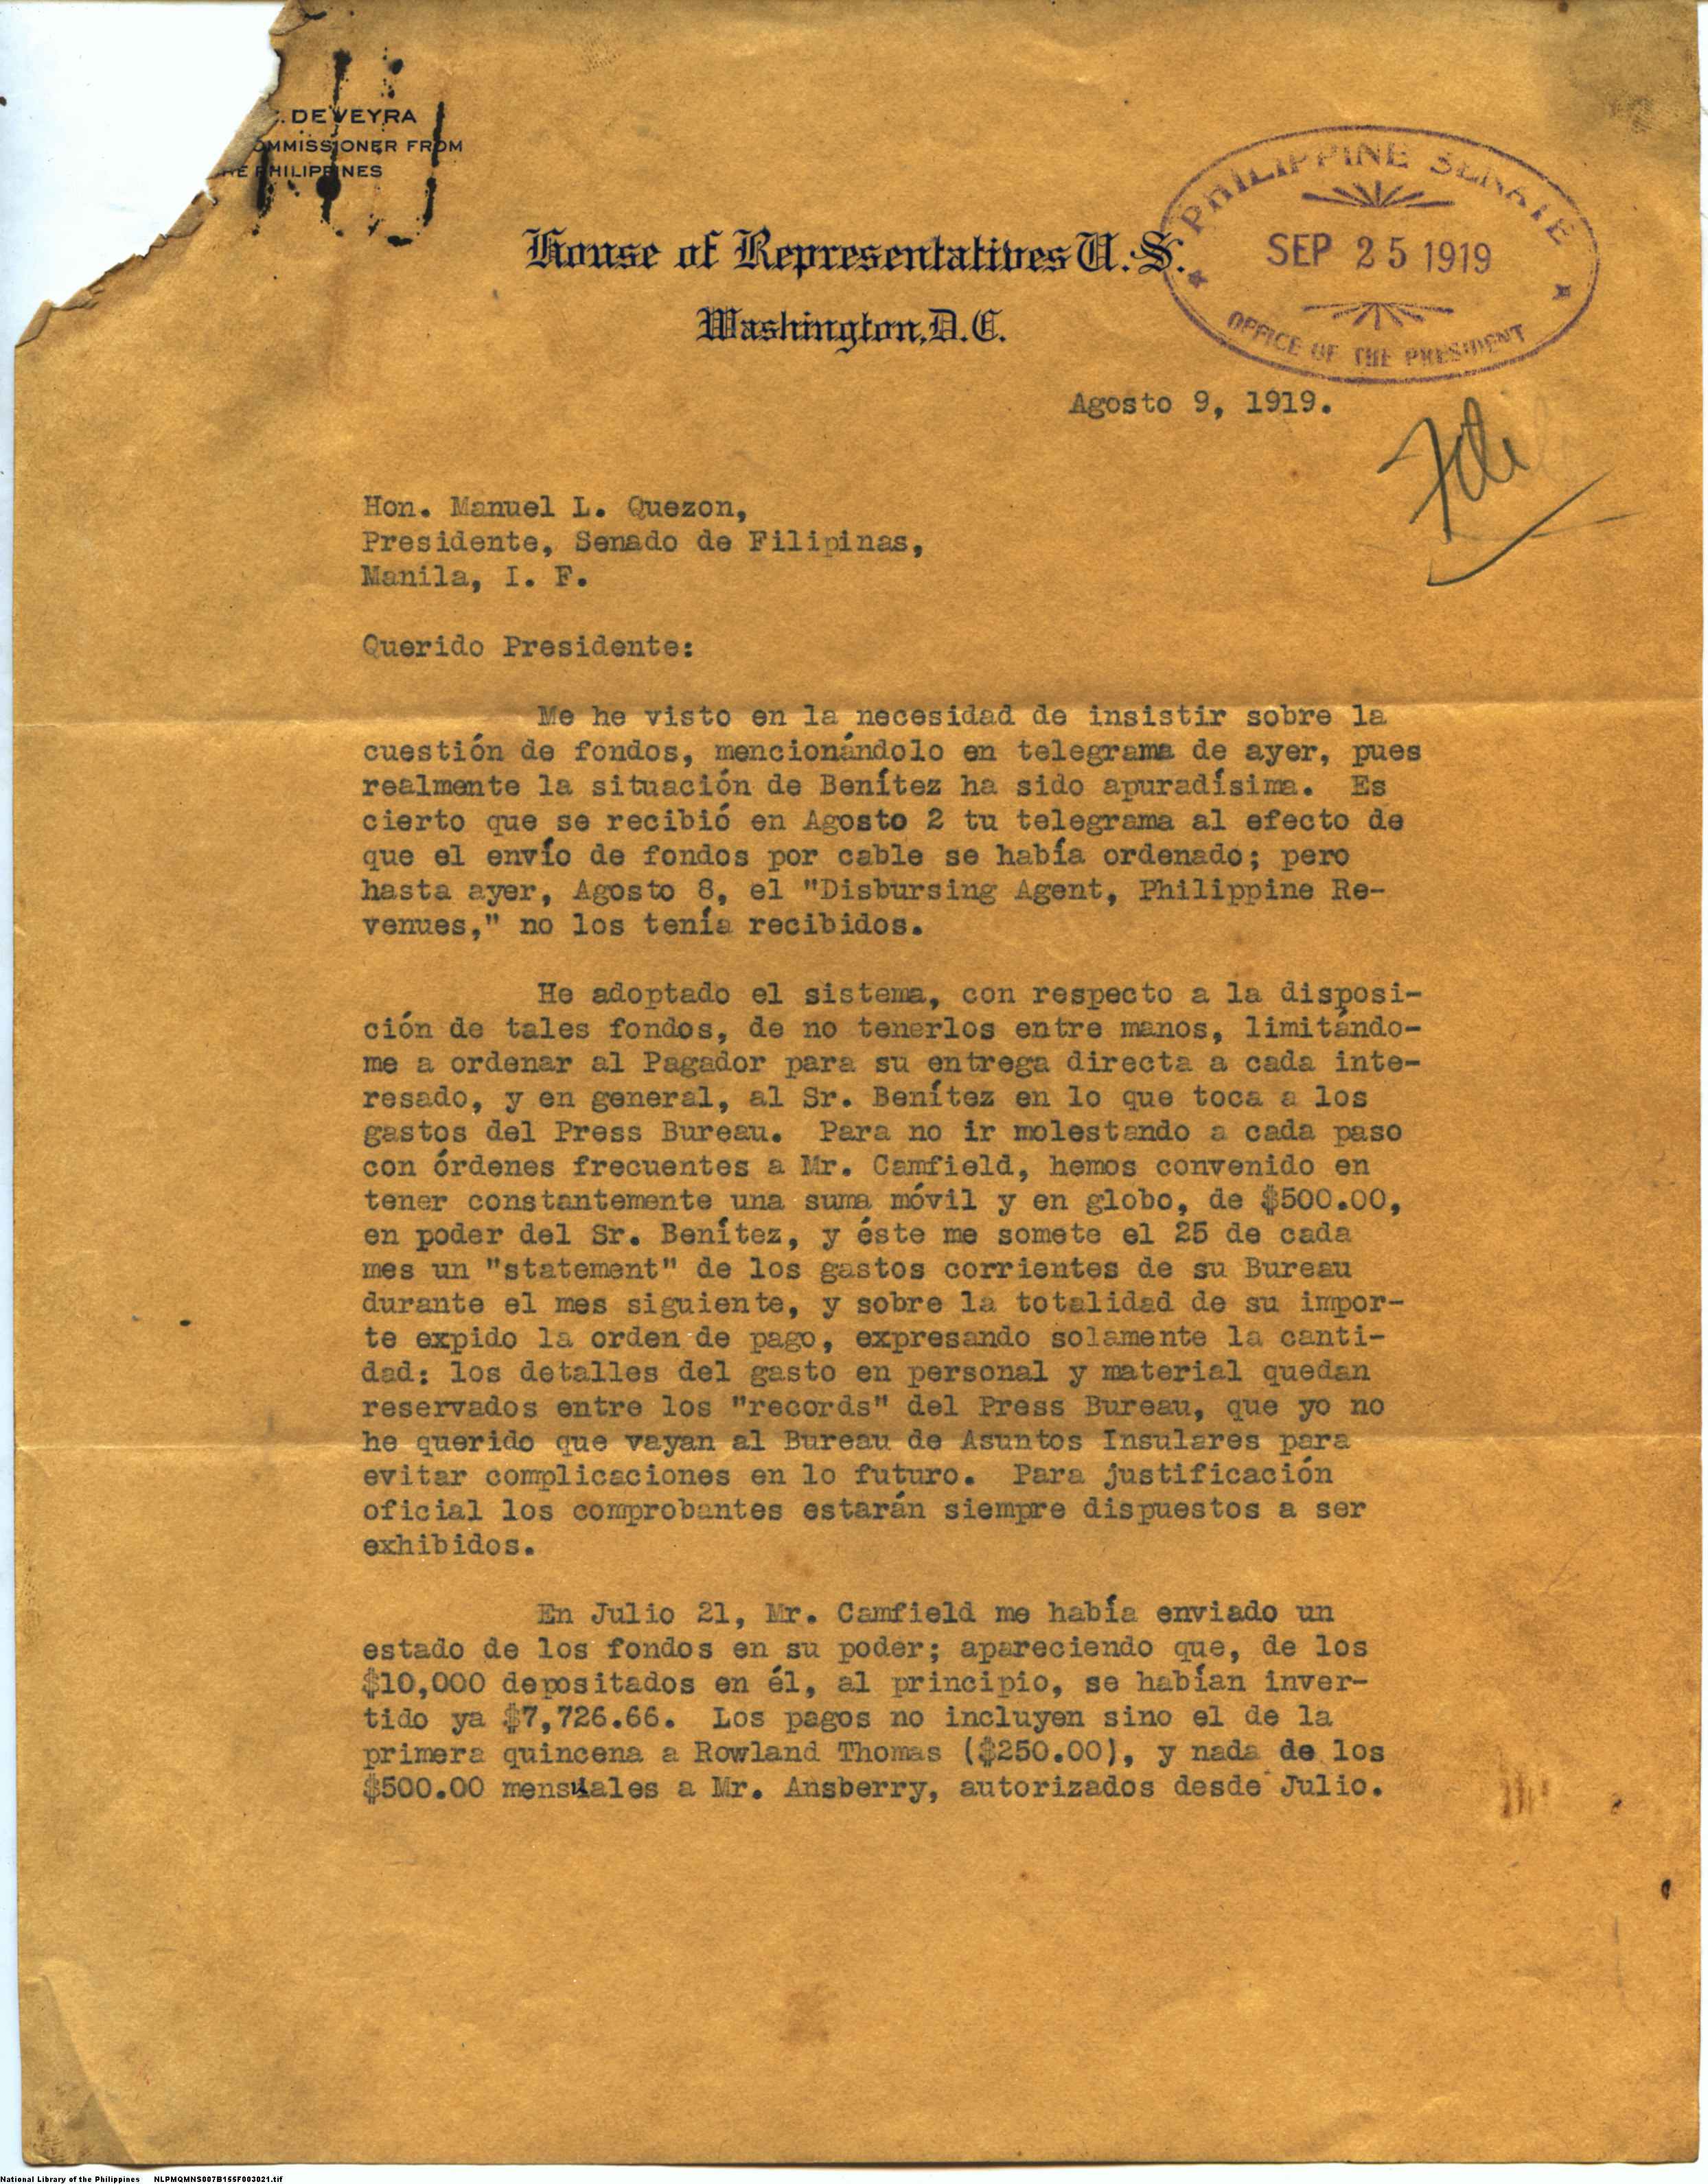 . DE VEYRA
OMMISSIONER FROM
HE PHILIPPINES
House of Representatives U.S.
Washington, D.C.
PHILIPPINE SENATE
SEP 25 1919
OFFICE OF THE PRESIDENT
Agosto 9, 1919.
Hon. Manuel L. Quezon,
Presidente, Senado de Filipinas,
Manila, I. F.
Querido Presidente:
Me he visto en la necesidad de insistir sobre la
cuestión de fondos, mencionándolo en telegrama de ayer, pues
realmente la situación de Benítez ha sido apuradísima. Es
cierto que se recibió en Agosto 2 tu telegrama al efecto de
que el envío de fondos por cable se había ordenado; pero
hasta ayer, Agosto 8, el "Disbursing Agent, Philippine Re-
venues," no los tenía recibidos.
He adoptado el sistema, con respecto a la disposi-
ción de tales fondos, de no tenerlos entre manos, limitándo-
me a ordenar al Pagador para su entrega directa a cada inte-
resado, y en general, al Sr. Benítez en lo que toca a los
gastos del Press Bureau. Para no ir molestando a cada paso
con órdenes frecuentes a Mr. Camfield, hemos convenido en
tener constantemente una suma móvil y en globo, de $500.00,
en poder del Sr. Benítez, y éste me somete el 25 de cada
mes un "statement" de los gastos corrientes de su Bureau
durante el mes siguiente, y sobre la totalidad de su impor-
te expido la orden de pago, expresando solamente la canti-
dad: los detalles del gasto en personal y material quedan
reservados entre los "records" del Press Bureau, que yo no
he querido que vayan al Bureau de Asuntos Insulares para
evitar complicaciones en lo futuro. Para justificación
oficial los comprobantes estarán siempre dispuestos a ser
exhibidos.
En Julio 21, Mr. Camfield me había enviado un
estado de los fondos en su poder; apareciendo que, de los
$10,000 depositados en él, al principio, se habían inver-
tido ya $7,726.66. Los pagos no incluyen sino el de la
primera quincena a Rowland Thomas ($250.00), y nada de los
$500.00 mensuales a Mr. Ansberry, autorizados desde Julio.
National Library of the Philippines NLPMQMNS007B155F003021.tif